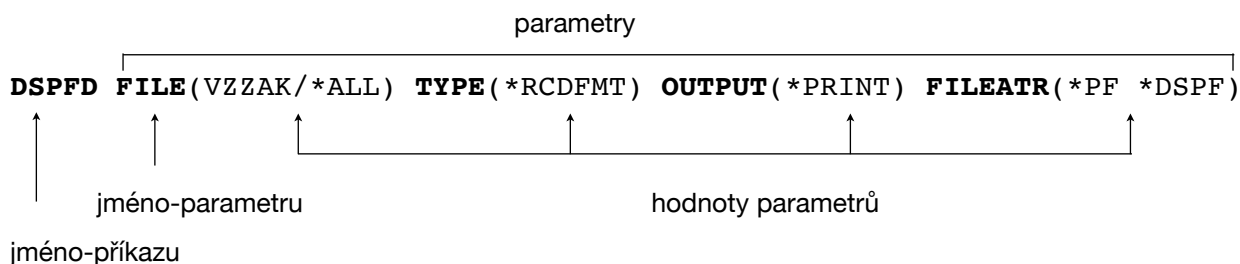 parametry
DSPFD FILE(VZZAK/*ALL) TYPE(*RCDFMT) OUTPUT(*PRINT) FILEATR(*PF *DSPF)
jméno-parametru hodnoty parametrů
jméno-příkazu